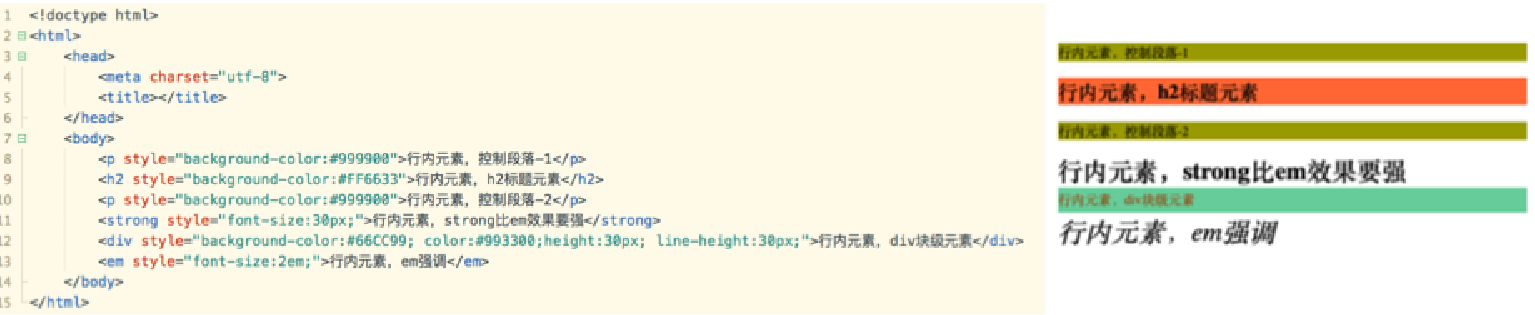 1 <!doctype html>
2 <html>
3 <head>
4 <meta charset="utf-8">
5 <title></title>
6 </head>
7 <body>
8 <p style="background-color:#999900">行内元素，控制段落-1</p>
9 <h2 style="background-color:#FF6633">行内元素，h2标题元素</h2>
10 <p style="background-color:#999900">行内元素，控制段落-2</p>
11 <strong style="font-size:30px;">行内元素，strong比em效果要强</strong>
12 <div style="background-color:#66CC99; color:#993300;height:30px; line-height:30px;">行内元素，div块级元素</div>
13 <em style="font-size:2em;">行内元素，em强调</em>
14 </body>
15 </html>
行内元素，控制段落-1
行内元素，h2标题元素
行内元素，控制段落-2
行内元素，strong比em效果要强
行内元素，div块级元素
行内元素，em强调